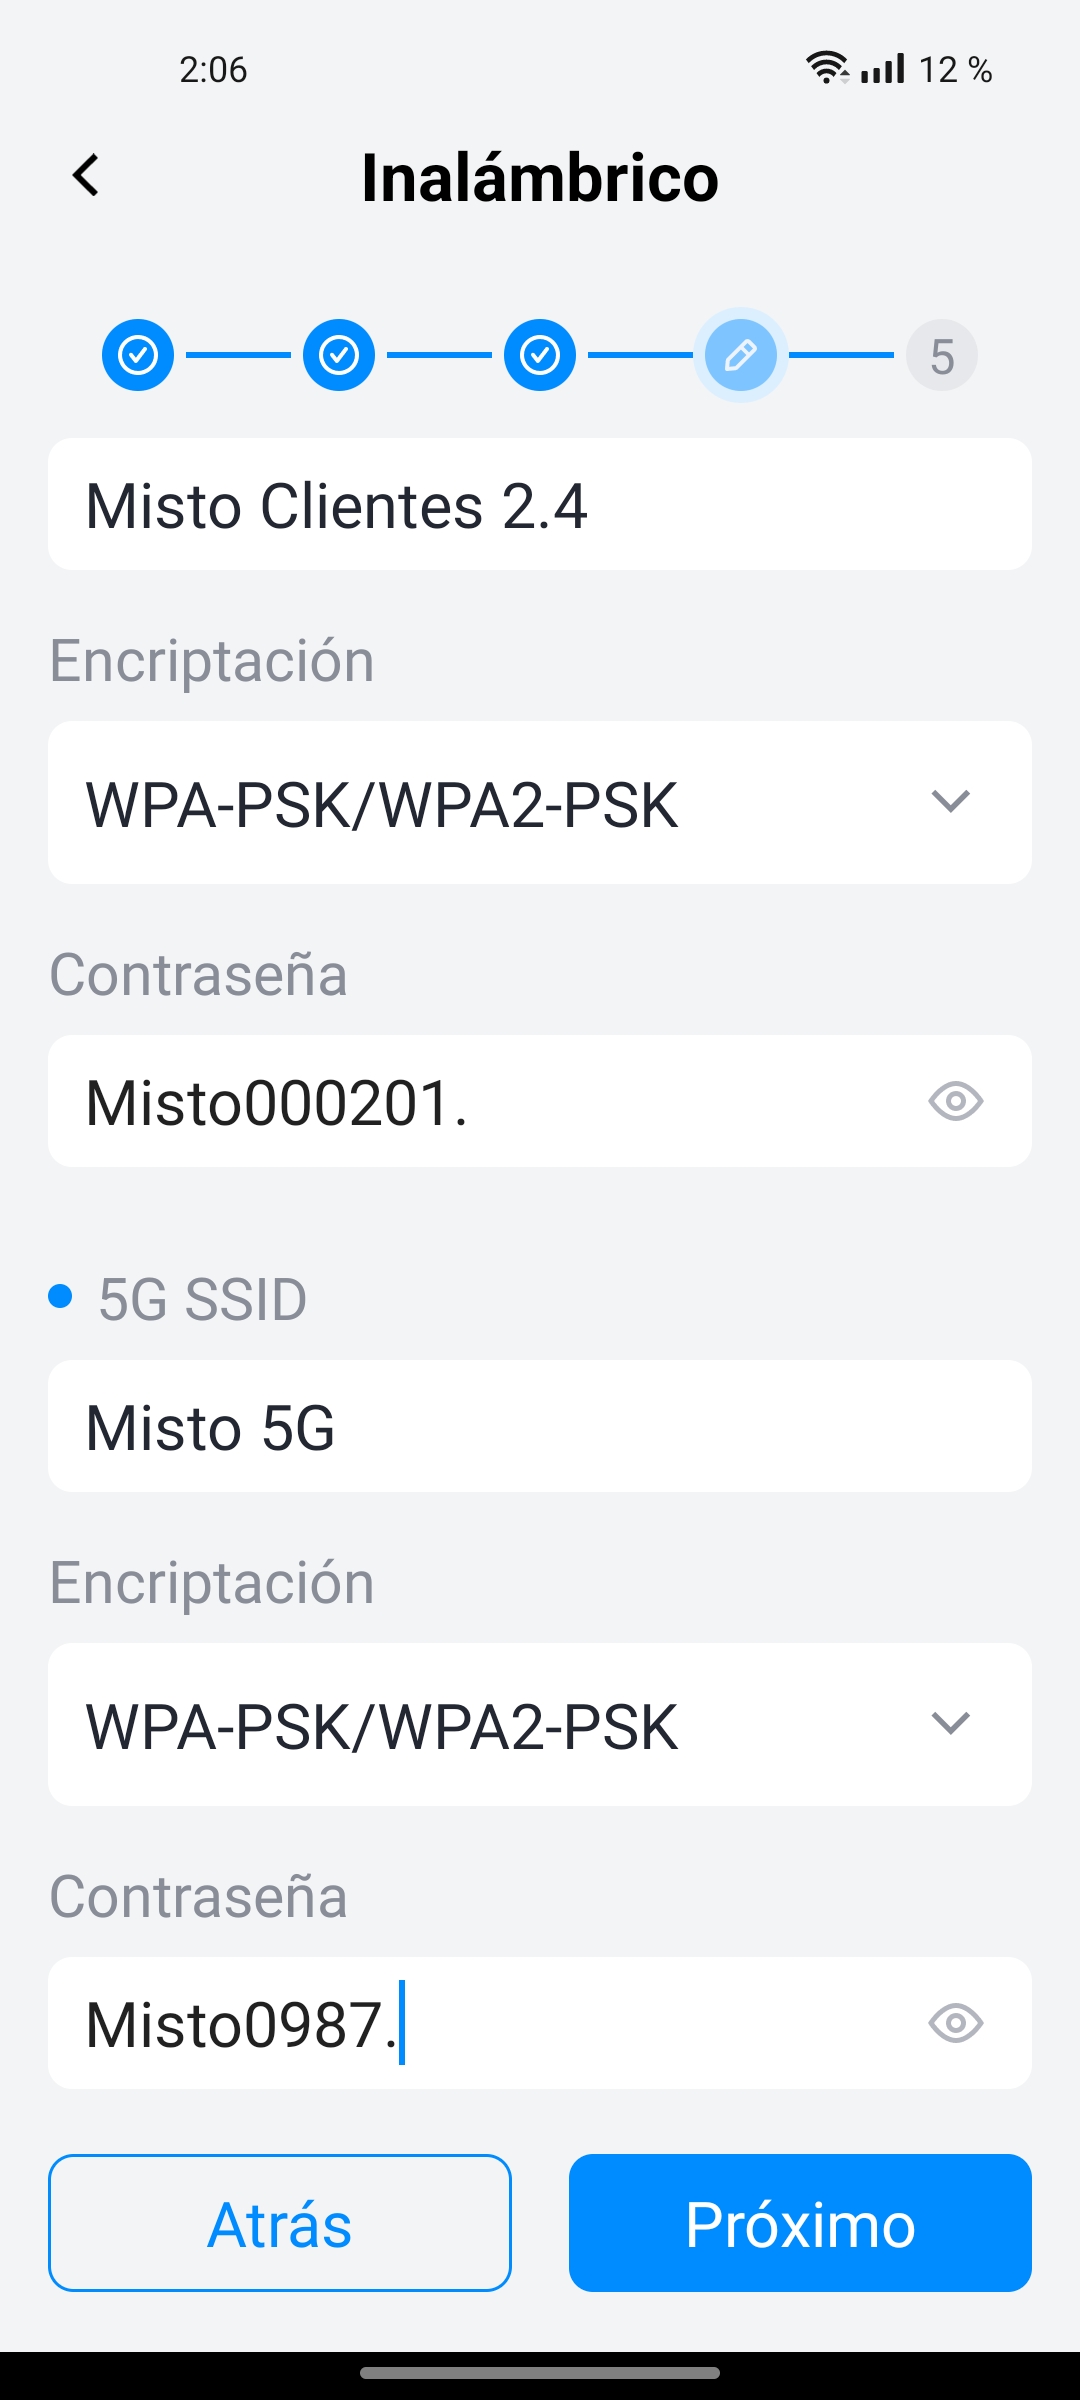 2:06
12 %
Inalámbrico
5
Misto Clientes 2.4
Encriptación
WPA-PSK/WPA2-PSK
Contraseña
Misto000201.
5G SSID
Misto 5G
Encriptación
WPA-PSK/WPA2-PSK
Contraseña
Misto0987.
Atrás
Próximo